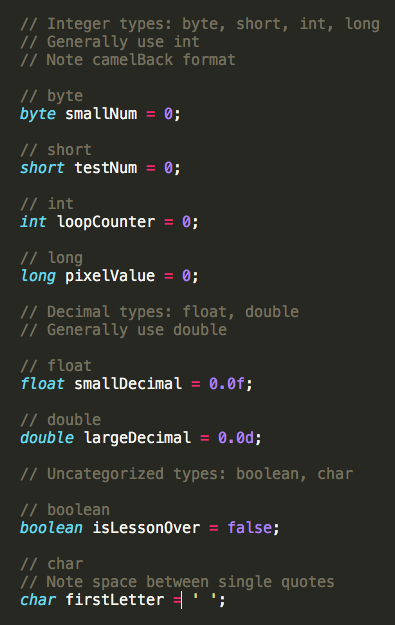 // Integer types: byte, short, int, long
// Generally use int
// Note camelBack format
// byte
byte smallNum = 0;
// short
short testNum = 0;
// int
int loopCounter = 0;
// long
long pixelValue = 0;
// Decimal types: float, double
// Generally use double
// float
float smallDecimal = 0.0f;
// double
double largeDecimal = 0.0d;
// Uncategorized types: boolean, char
// boolean
boolean isLessonOver = false;
// char
// Note space between single quotes
char firstLetter = ' ';